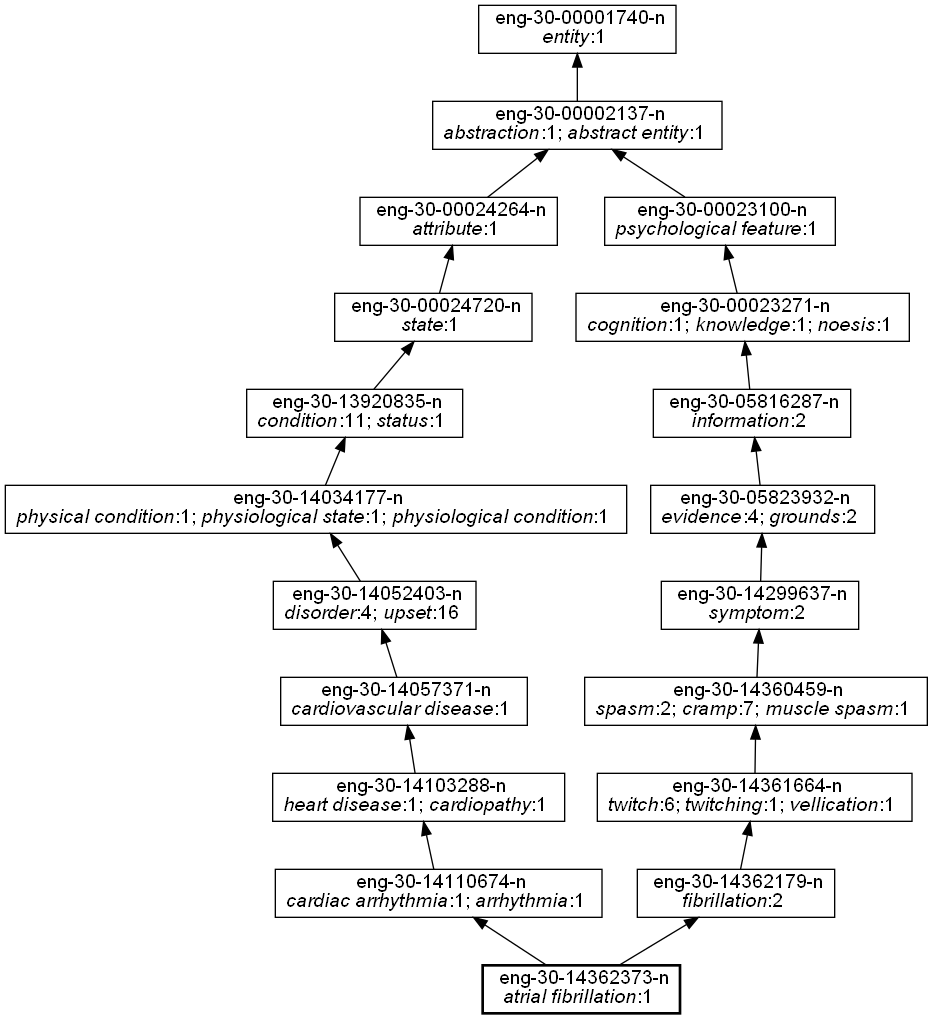 eng-30-00001740-n
entity:1
eng-30-00002137-n
abstraction:1; abstract entity:1
eng-30-00024264-n
attribute:1
eng-30-00023100-n
psychological feature:1
eng-30-00024720-n
state:1
eng-30-00023271-n
cognition:1; knowledge:1; noesis:1
eng-30-13920835-n
condition:11; status:1
eng-30-05816287-n
information:2
eng-30-14034177-n
physical condition:1; physiological state:1; physiological condition:1
eng-30-05823932-n
evidence:4; grounds:2
eng-30-14052403-n
disorder:4; upset:16
eng-30-14299637-n
symptom:2
eng-30-14057371-n
cardiovascular disease:1
eng-30-14360459-n
spasm:2; cramp:7; muscle spasm:1
eng-30-14103288-n
heart disease:1; cardiopathy:1
eng-30-14361664-n
twitch:6; twitching:1; vellication:1
eng-30-14110674-n
cardiac arrhythmia:1; arrhythmia:1
eng-30-14362179-n
fibrillation:2
eng-30-14362373-n
atrial fibrillation:1